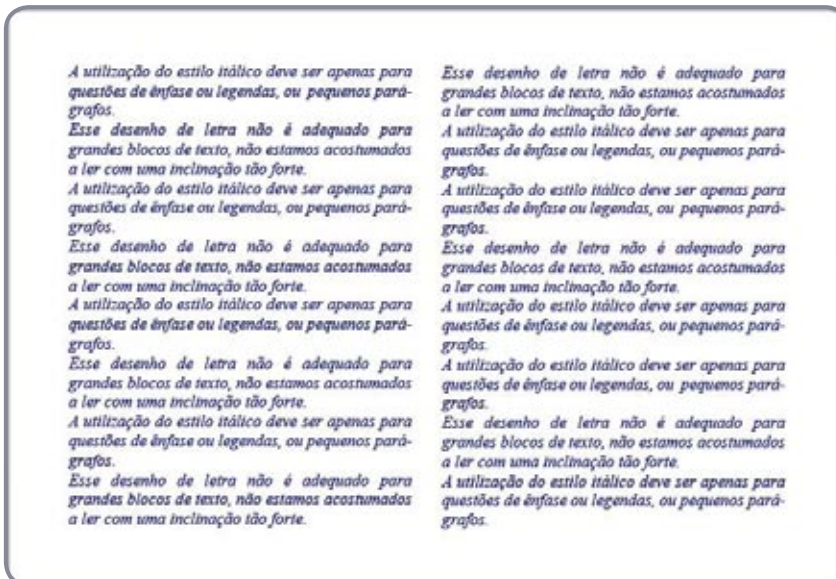 A utilização do estilo itálico deve ser apenas para
questões de ênfase ou legendas, ou pequenos pará-
grafos.
Esse desenho de letra não é adequado para
grandes blocos de texto, não estamos acostumados
a ler com uma inclinação tão forte.
A utilização do estilo itálico deve ser apenas para
questões de ênfase ou legendas, ou pequenos pará-
grafos.
Esse desenho de letra não é adequado para
grandes blocos de texto, não estamos acostumados
a ler com uma inclinação tão forte.
A utilização do estilo itálico deve ser apenas para
questões de ênfase ou legendas, ou pequenos pará-
grafos.
Esse desenho de letra não é adequado para
grandes blocos de texto, não estamos acostumados
a ler com uma inclinação tão forte.
A utilização do estilo itálico deve ser apenas para
questões de ênfase ou legendas, ou pequenos pará-
grafos.
Esse desenho de letra não é adequado para
grandes blocos de texto, não estamos acostumados
a ler com uma inclinação tão forte.
Esse desenho de letra não é adequado para
grandes blocos de texto, não estamos acostumados
a ler com uma inclinação tão forte.
A utilização do estilo itálico deve ser apenas para
questões de ênfase ou legendas, ou pequenos pará-
grafos.
A utilização do estilo itálico deve ser apenas para
questões de ênfase ou legendas, ou pequenos pará-
grafos.
Esse desenho de letra não é adequado para
grandes blocos de texto, não estamos acostumados
a ler com uma inclinação tão forte.
A utilização do estilo itálico deve ser apenas para
questões de ênfase ou legendas, ou pequenos pará-
grafos.
A utilização do estilo itálico deve ser apenas para
questões de ênfase ou legendas, ou pequenos pará-
grafos.
Esse desenho de letra não é adequado para
grandes blocos de texto, não estamos acostumados
a ler com uma inclinação tão forte.
A utilização do estilo itálico deve ser apenas para
questões de ênfase ou legendas, ou pequenos pará-
grafos.